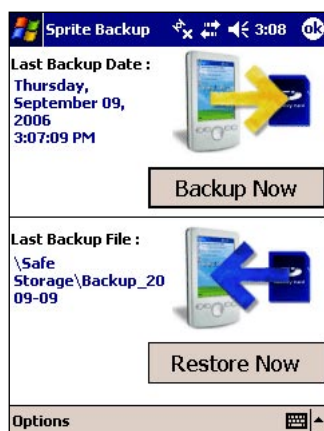 Sprite Backup 3:08 ok
Last Backup Date :
Thursday,
September 09,
2006
3:07:09 PM
Backup Now
Last Backup File :
\Safe
Storage\Backup_20
09-09
Restore Now
Options